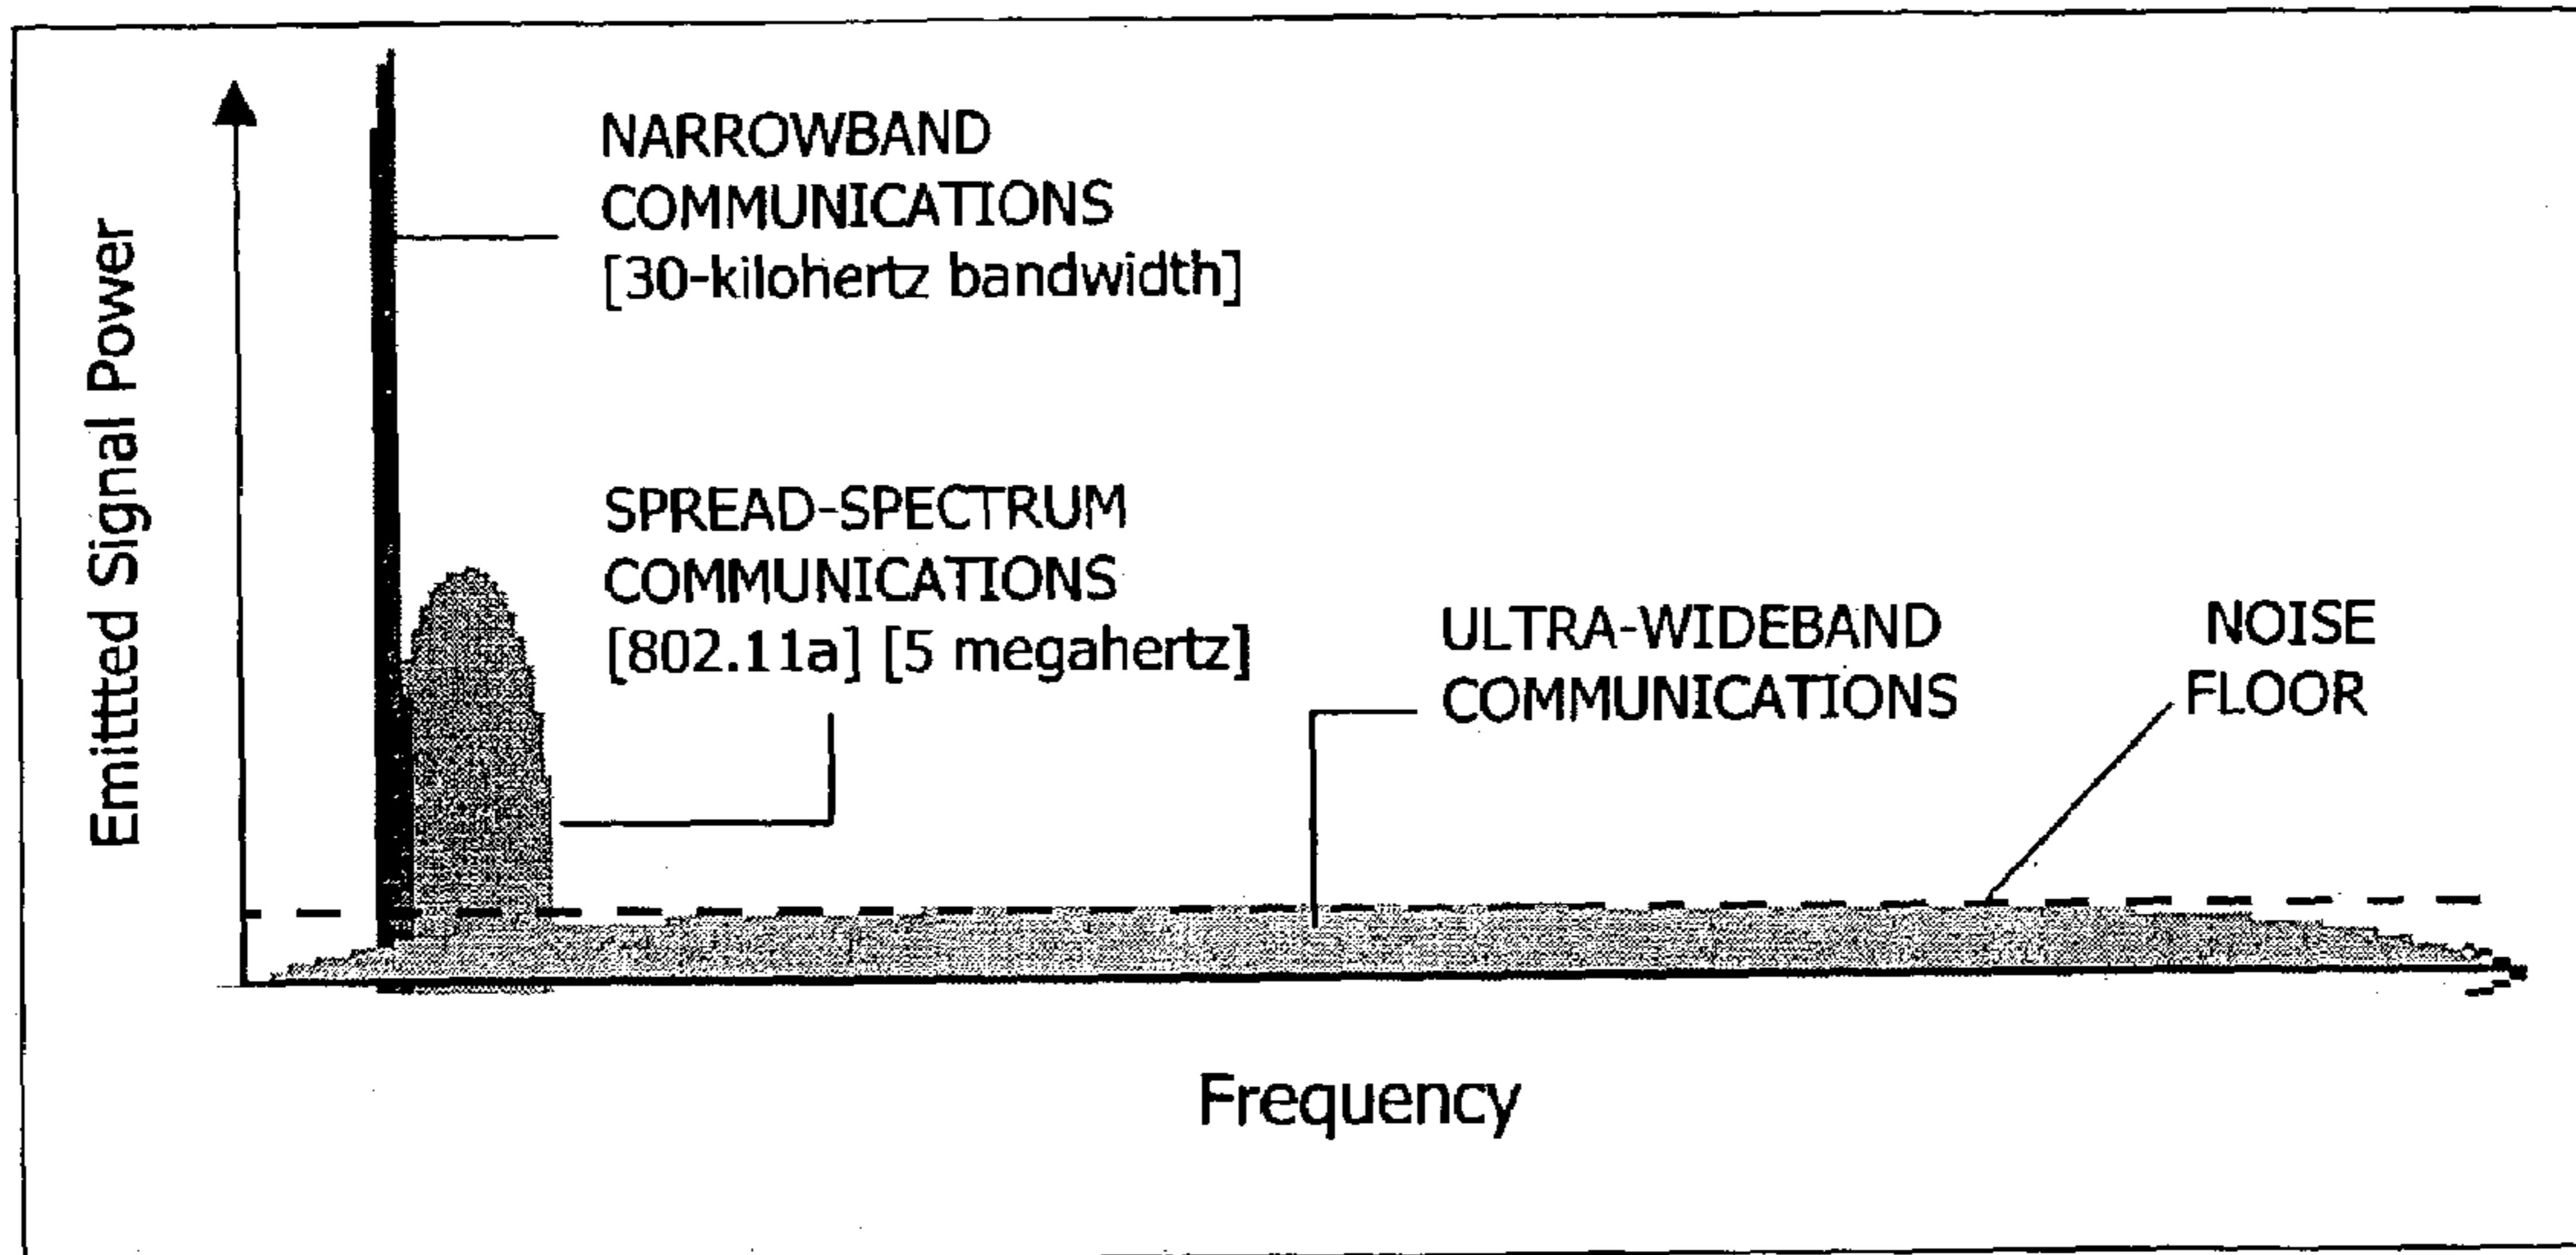 NARROWBAND
COMMUNICATIONS
[30-kilohertz bandwidth]
Emittted Signal Power
SPREAD-SPECTRUM
COMMUNICATIONS
[802.11a] [5 megahertz]
ULTRA-WIDEBAND
COMMUNICATIONS
NOISE
FLOOR
Frequency